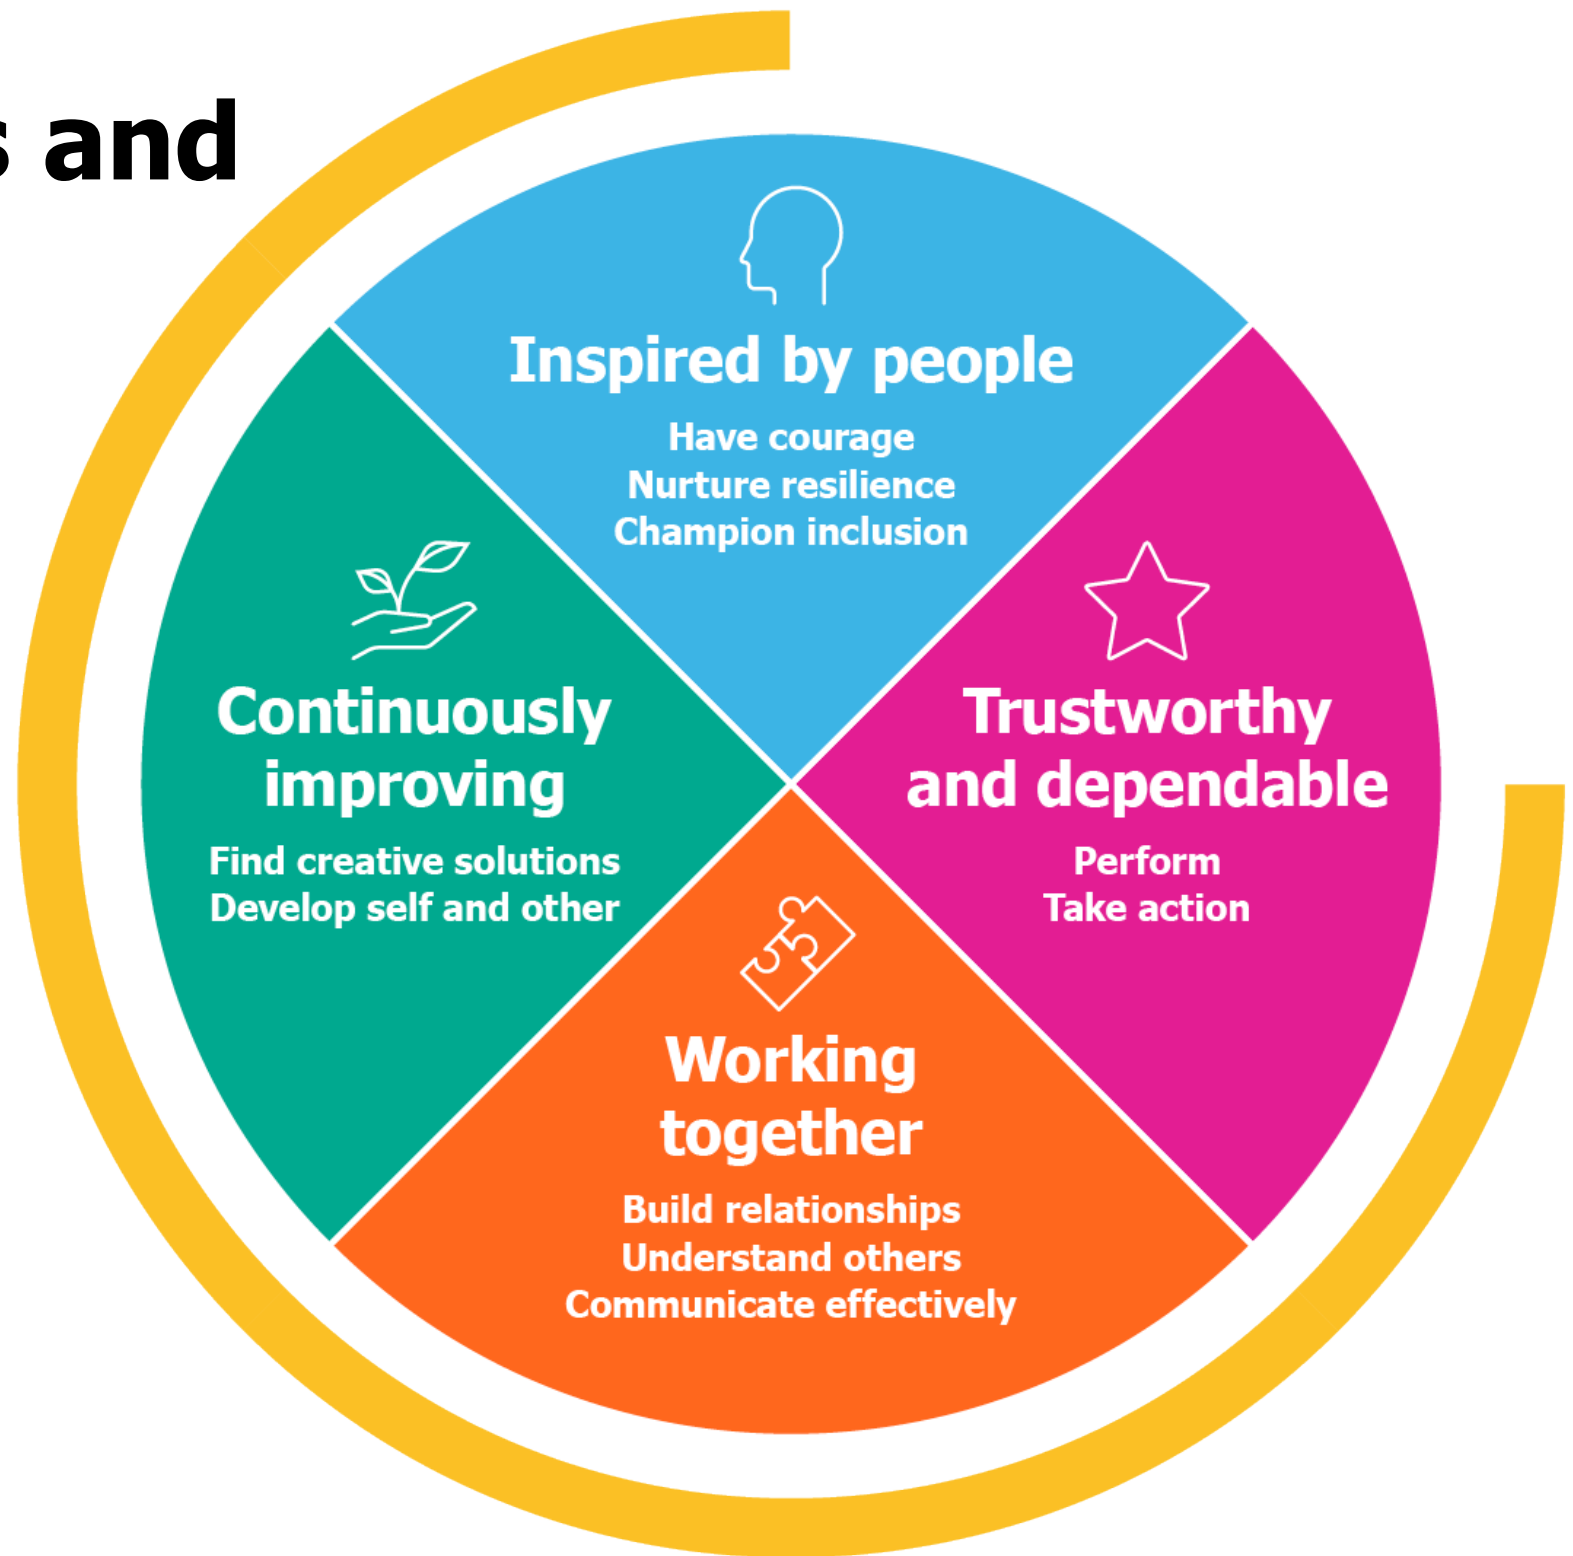 s and
Inspired by people
Have courage
Nurture resilience
Champion inclusion
Continuously
improving
Find creative solutions
Develop self and other
Trustworthy
and dependable
Perform
Take action
Working
together
Build relationships
Understand others
Communicate effectively